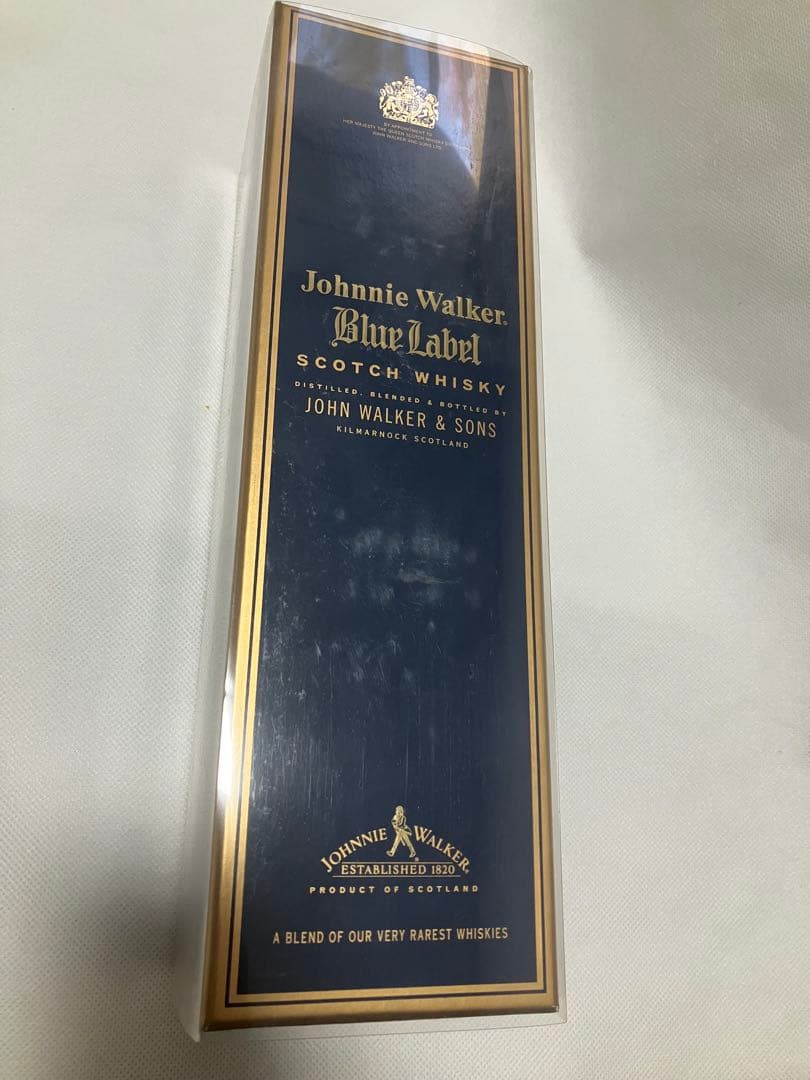 BY APPOINTMENT TO
HER MAJESTY THE QUEEN SCOTCH WHISKY
JOHN WALKER AND SONS LTD
Johnnie Walker.
Blue Label
SCOTCH WHISKY
DISTILLED, BLENDED & BOTTLED BY
JOHN WALKER & SONS
KILMARNOCK SCOTLAND
JOHNNIE WALKER
ESTABLISHED 1820
PRODUCT OF SCOTLAND
A BLEND OF OUR VERY RAREST WHISKIES